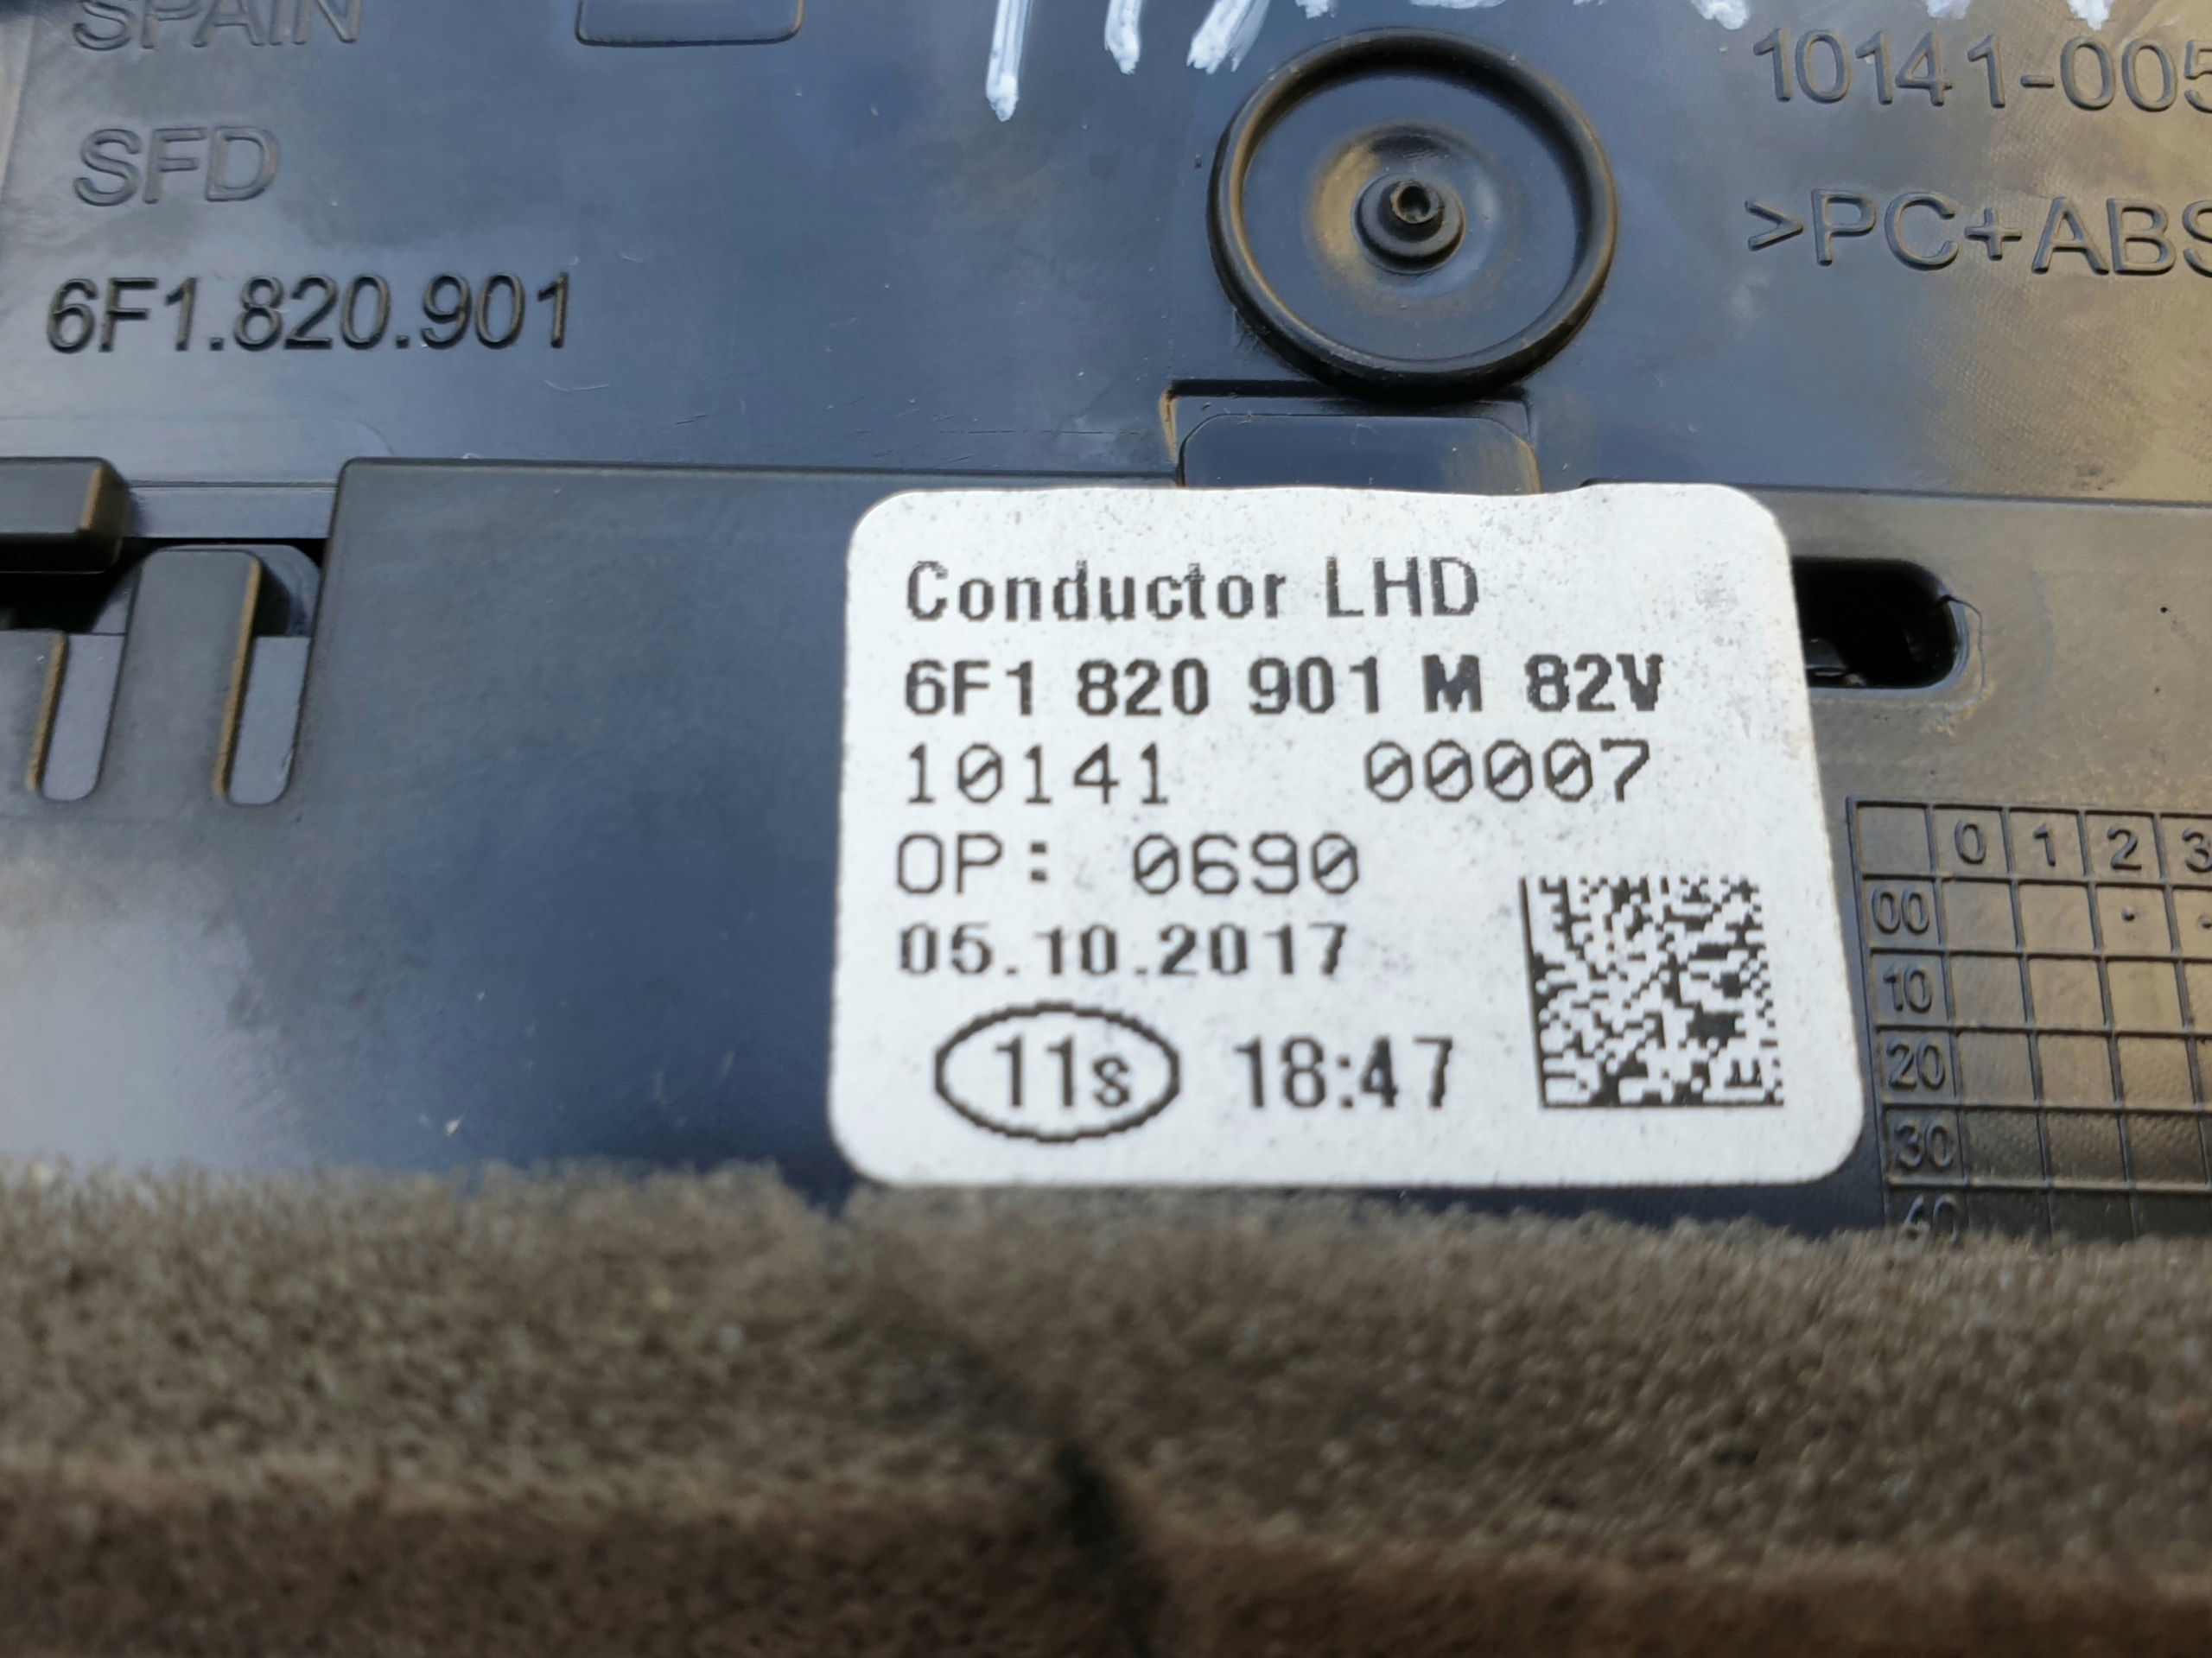 SPAIN
SFD
6F1.820.901
10141-005
>PC+ABS
Conductor LHD
6F1 820 901 M 82V
10141 00007
OP: 0690
05.10.2017
11s 18:47
0 1 2 3
00
10
20
30
40